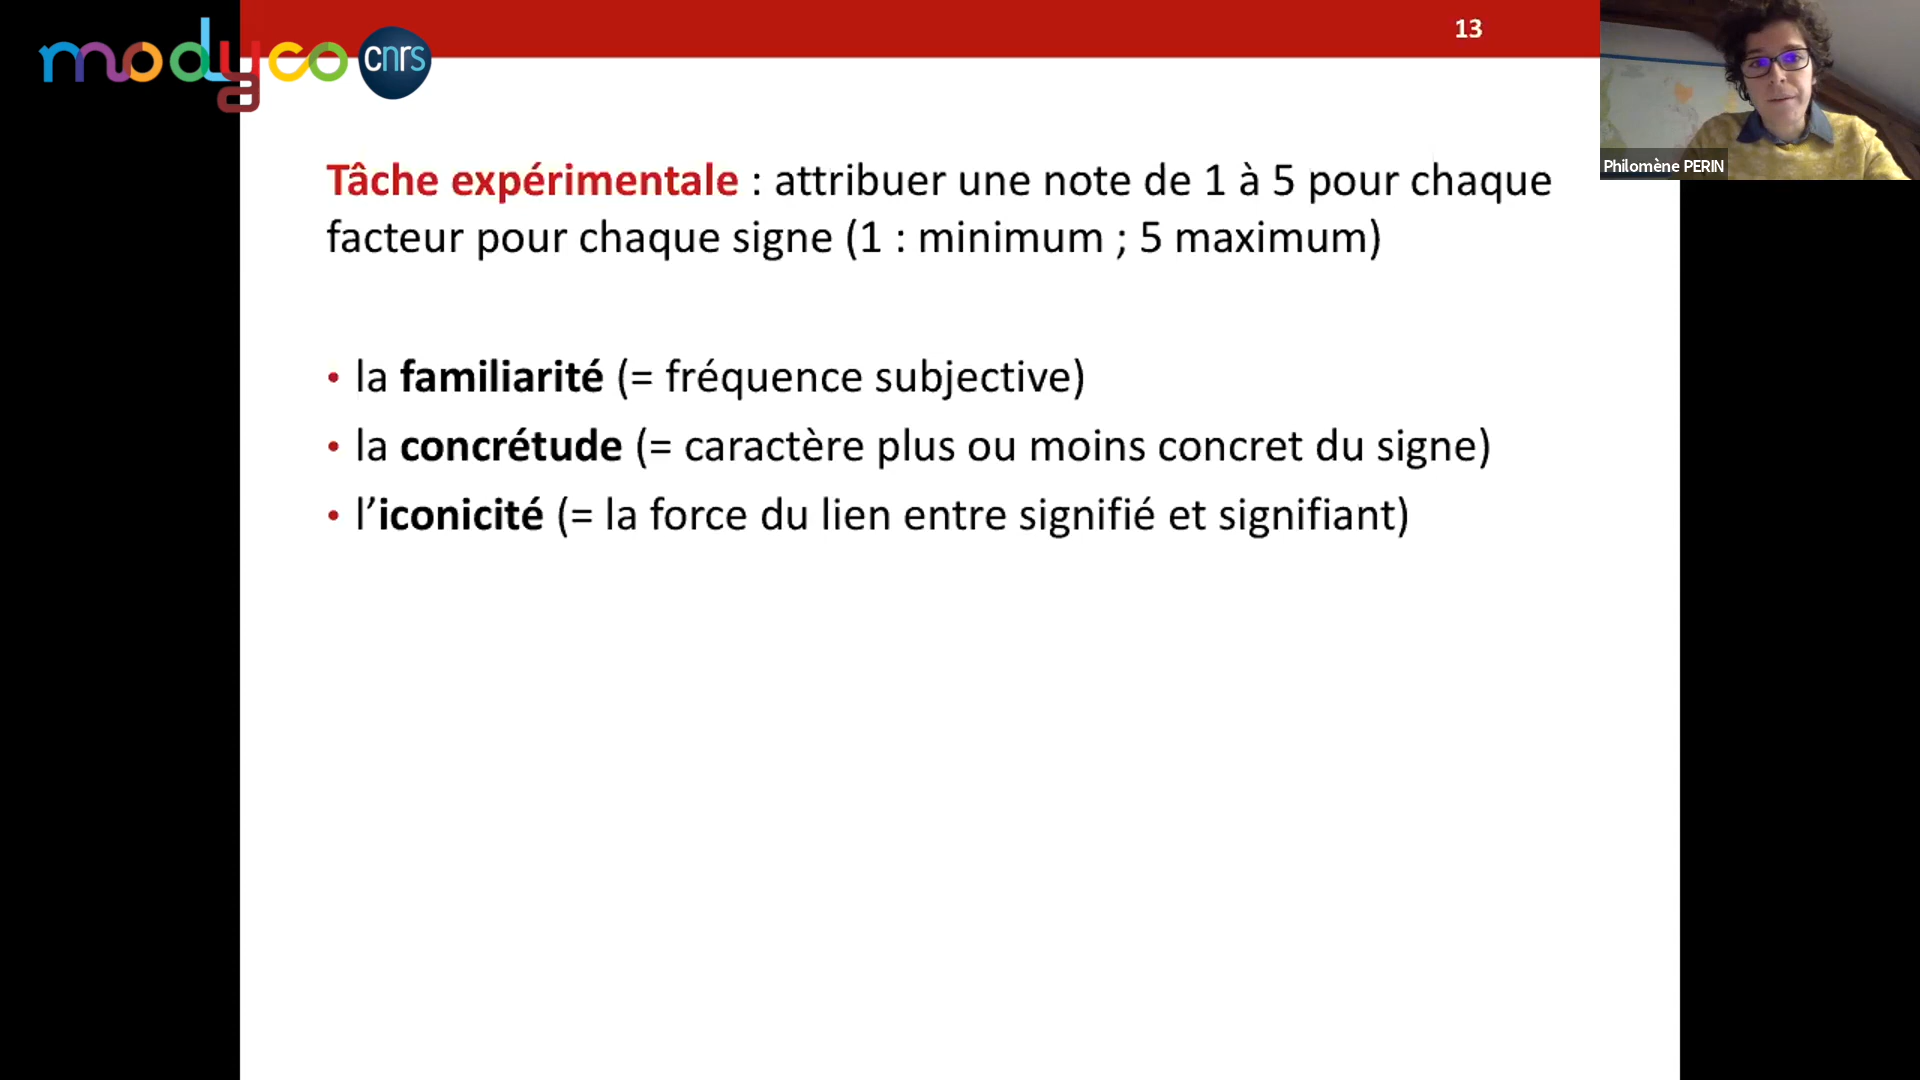 modyco cnrs
13
Philomène PERIN
Tâche expérimentale : attribuer une note de 1 à 5 pour chaque
facteur pour chaque signe (1 : minimum ; 5 maximum)
• la familiarité (= fréquence subjective)
• la concrétude (= caractère plus ou moins concret du signe)
• l’iconicité (= la force du lien entre signifié et signifiant)